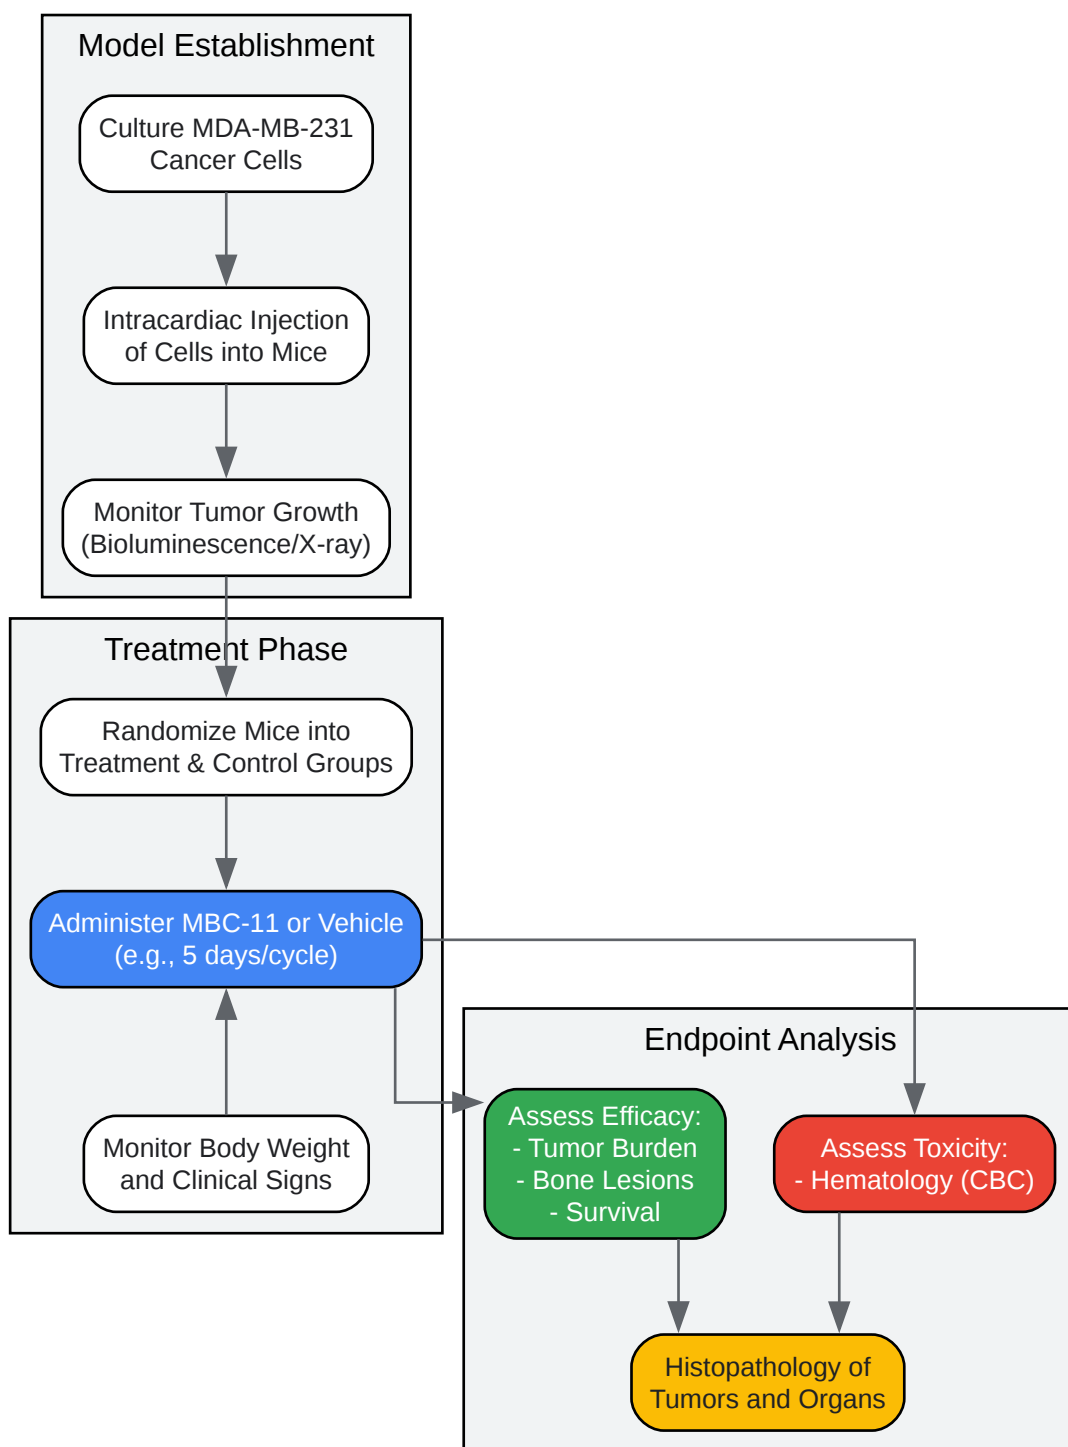 Model Establishment
Culture MDA-MB-231
Cancer Cells
Intracardiac Injection
of Cells into Mice
Monitor Tumor Growth
(Bioluminescence/X-ray)
Treatment Phase
Randomize Mice into
Treatment & Control Groups
Administer MBC-11 or Vehicle
(e.g., 5 days/cycle)
Monitor Body Weight
and Clinical Signs
Endpoint Analysis
Assess Efficacy:
- Tumor Burden
- Bone Lesions
- Survival
Assess Toxicity:
- Hematology (CBC)
Histopathology of
Tumors and Organs